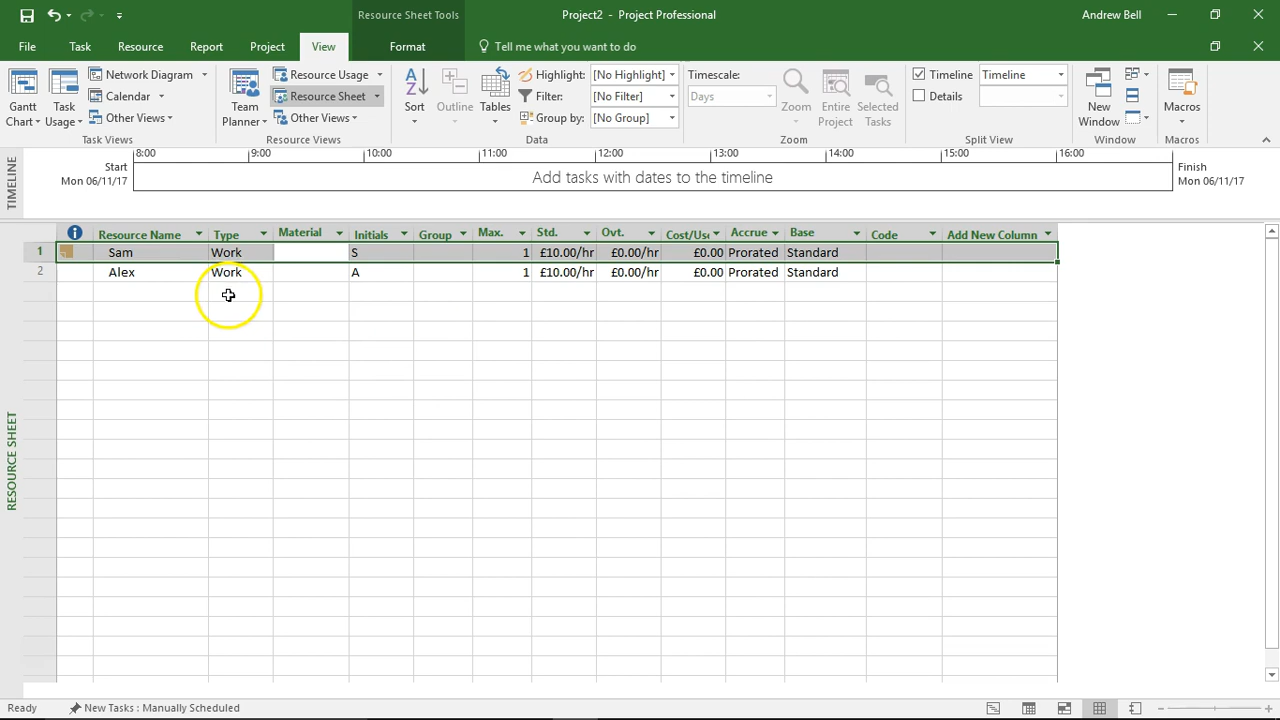 Resource Sheet Tools
Project2 - Project Professional
Andrew Bell
File Task Resource Report Project View Format Tell me what you want to do
Gantt Chart
Task Usage
Network Diagram
Calendar
Other Views
Task Views
Team Planner
Resource Usage
Resource Sheet
Other Views
Resource Views
Sort
Outline
Tables
Highlight: [No Highlight]
Filter: [No Filter]
Group by: [No Group]
Data
Timescale:
Days
Zoom
Entire Project
Selected Tasks
Zoom
Timeline Timeline
Details
Split View
New Window
Window
Macros
Macros
TIMELINE
Start
Mon 06/11/17
8:00 9:00 10:00 11:00 12:00 13:00 14:00 15:00 16:00
Add tasks with dates to the timeline
Finish
Mon 06/11/17
Resource Name Type Material Initials Group Max. Std. Ovt. Cost/Use Accrue Base Code Add New Column
1 Sam Work S 1 £10.00/hr £0.00/hr £0.00 Prorated Standard
2 Alex Work A 1 £10.00/hr £0.00/hr £0.00 Prorated Standard
RESOURCE SHEET
Ready New Tasks : Manually Scheduled